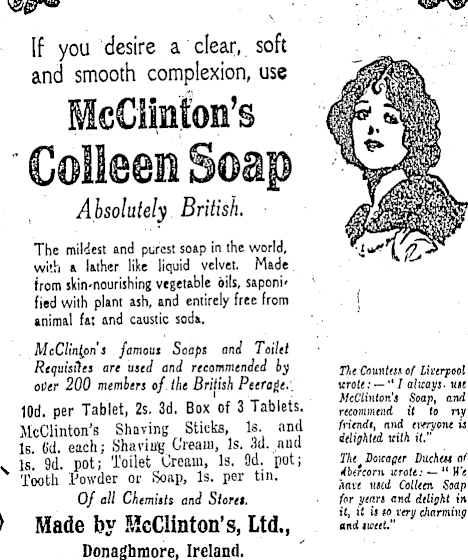 If you desire a clear, soft
and smooth complexion, use
McClinton's
Colleen Soap
Absolutely British.
The mildest and purest soap in the world,
with a lather like liquid velvet. Made
from skin-nourishing vegetable oils, saponi-
fied with plant ash, and entirely free from
animal fat and caustic soda.
McClinton's famous Soaps and Toilet
Requisites are used and recommended by
over 200 members of the British Peerage.
10d. per Tablet, 2s. 3d. Box of 3 Tablets.
McClinton's Shaving Sticks, 1s. and
1s. 6d. each; Shaving Cream, 1s. 3d. and
1s. 9d. pot; Toilet Cream, 1s. 9d. pot;
Tooth Powder or Soap, 1s. per tin.
Of all Chemists and Stores.
Made by McClinton's, Ltd.,
Donaghmore, Ireland.
The Countess of Liverpool
wrote:—"I always use
McClinton's Soap, and
recommend it to my
friends, and everyone is
delighted with it."
The Dowager Duchess of
Abercorn wrote:—"We
have used Colleen Soap
for years and delight in
it, it is so very charming
and sweet."